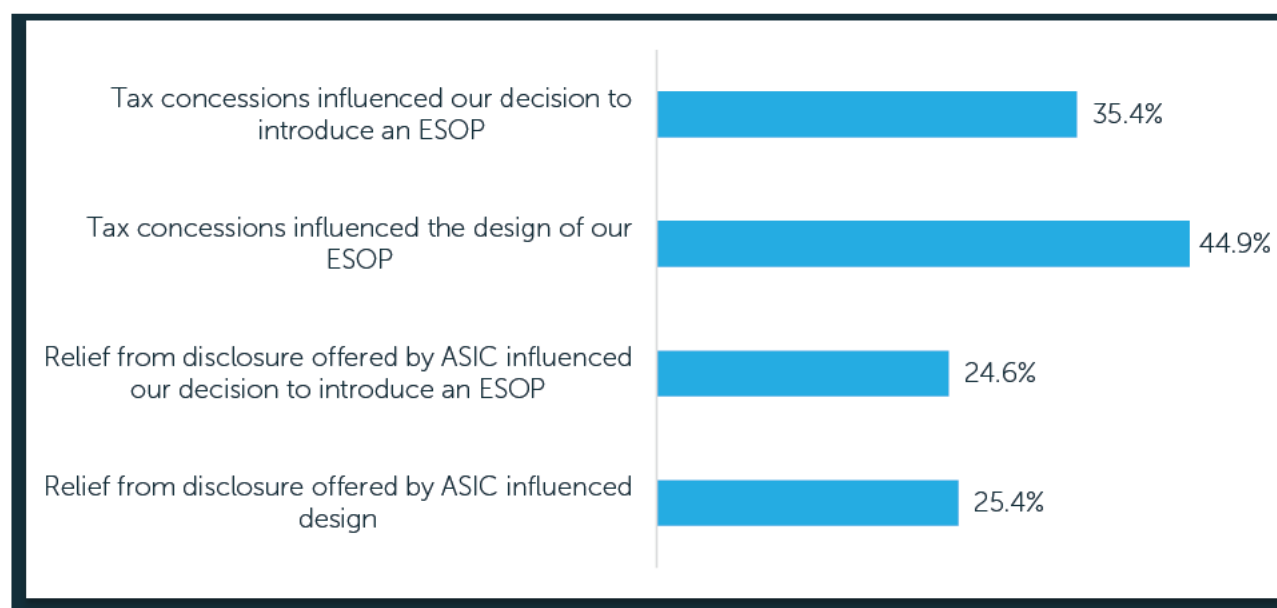 Tax concessions influenced our decision to
introduce an ESOP
35.4%
Tax concessions influenced the design of our
ESOP
44.9%
Relief from disclosure offered by ASIC influenced
our decision to introduce an ESOP
24.6%
Relief from disclosure offered by ASIC influenced
design
25.4%